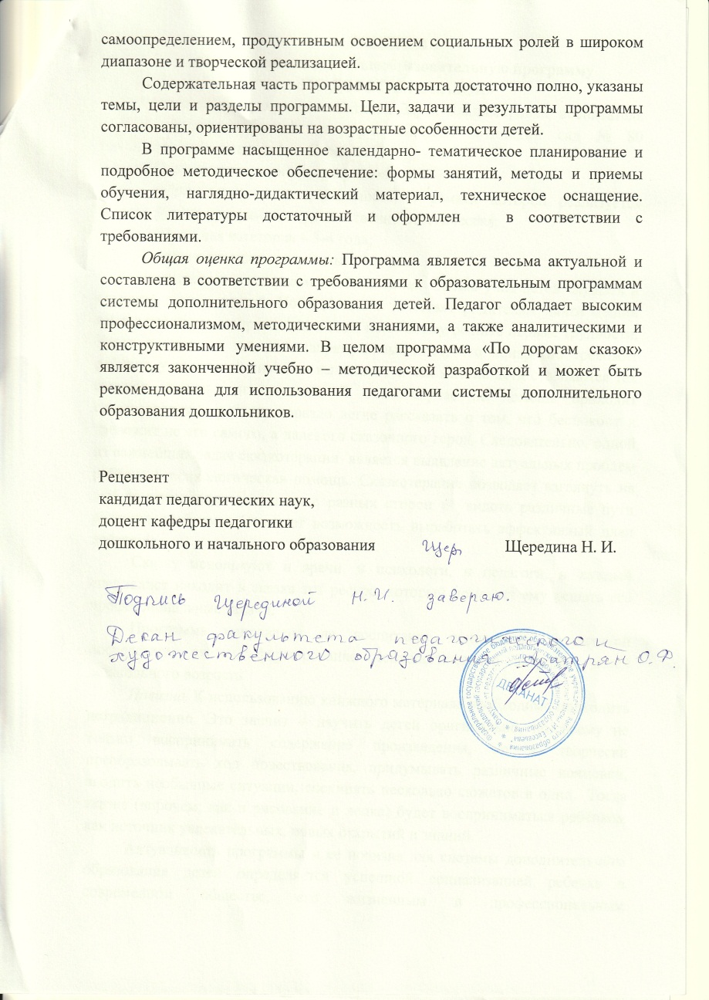 самоопределением, продуктивным освоением социальных ролей в широком
диапазоне и творческой реализацией.
Содержательная часть программы раскрыта достаточно полно, указаны
темы, цели и разделы программы. Цели, задачи и результаты программы
согласованы, ориентированы на возрастные особенности детей.
В программе насыщенное календарно- тематическое планирование и
подробное методическое обеспечение: формы занятий, методы и приемы
обучения, наглядно-дидактический материал, техническое оснащение.
Список литературы достаточный и оформлен в соответствии с
требованиями.
Общая оценка программы: Программа является весьма актуальной и
составлена в соответствии с требованиями к образовательным программам
системы дополнительного образования детей. Педагог обладает высоким
профессионализмом, методическими знаниями, а также аналитическими и
конструктивными умениями. В целом программа «По дорогам сказок»
является законченной учебно – методической разработкой и может быть
рекомендована для использования педагогами системы дополнительного
образования дошкольников.
Рецензент
кандидат педагогических наук,
доцент кафедры педагогики
дошкольного и начального образования Щер Щередина Н. И.
Подпись Щерединой Н.И. заверяю.
Декан факультета педагогического и
художественного образования О.Ф.
ДЕКАНАТ